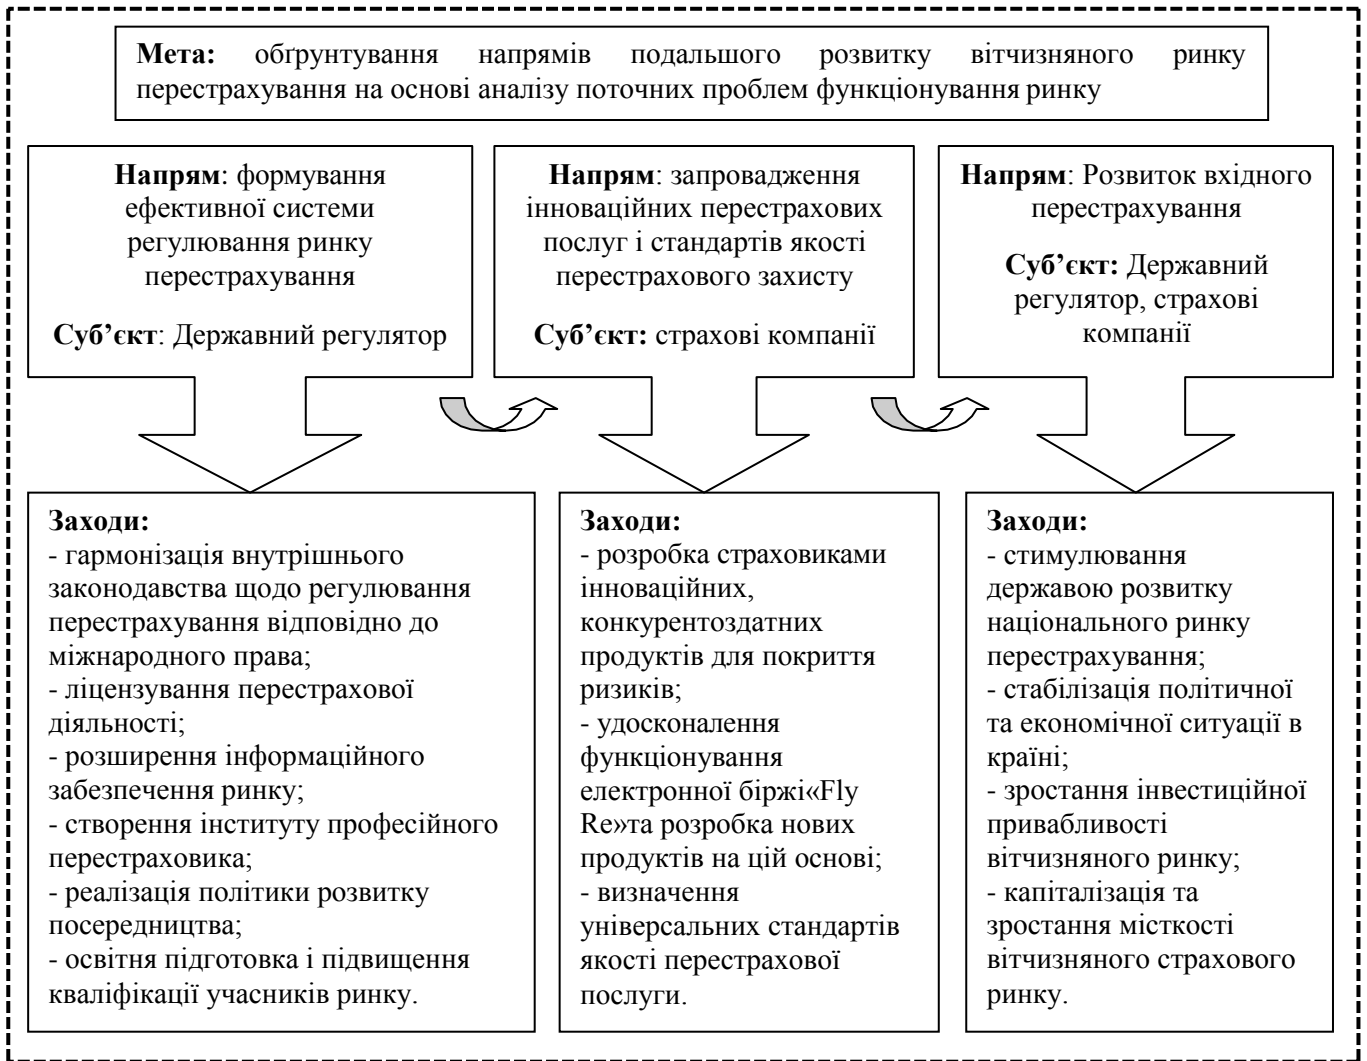 Мета: обґрунтування напрямів подальшого розвитку вітчизняного ринку
перестрахування на основі аналізу поточних проблем функціонування ринку
Напрям: формування
ефективної системи
регулювання ринку
перестрахування
Суб’єкт: Державний регулятор
Напрям: запровадження
інноваційних перестрахових
послуг і стандартів якості
перестрахового захисту
Суб’єкт: страхові компанії
Напрям: Розвиток вхідного
перестрахування
Суб’єкт: Державний
регулятор, страхові
компанії
Заходи:
- гармонізація внутрішнього
законодавства щодо регулювання
перестрахування відповідно до
міжнародного права;
- ліцензування перестрахової
діяльності;
- розширення інформаційного
забезпечення ринку;
- створення інституту професійного
перестраховика;
- реалізація політики розвитку
посередництва;
- освітня підготовка і підвищення
кваліфікації учасників ринку.
Заходи:
- розробка страховиками
інноваційних,
конкурентоздатних
продуктів для покриття
ризиків;
- удосконалення
функціонування
електронної біржі«Fly
Re»та розробка нових
продуктів на цій основі;
- визначення
універсальних стандартів
якості перестрахової
послуги.
Заходи:
- стимулювання
державою розвитку
національного ринку
перестрахування;
- стабілізація політичної
та економічної ситуації в
країні;
- зростання інвестиційної
привабливості
вітчизняного ринку;
- капіталізація та
зростання місткості
вітчизняного страхового
ринку.